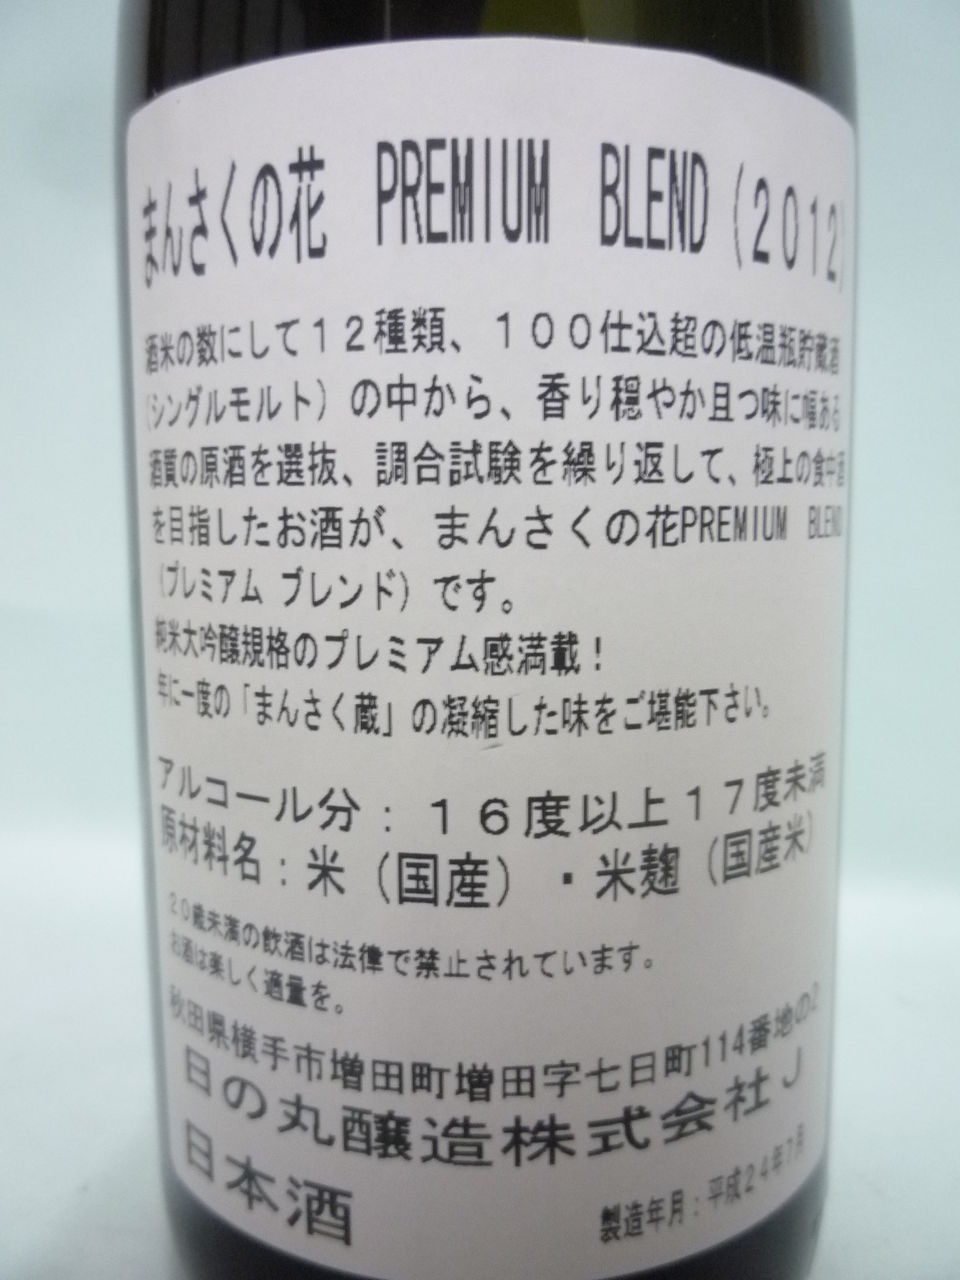 まんさくの花　PREMIUM　BLEND（2012）
酒米の数にして12種類、100仕込超の低温瓶貯蔵酒
（シングルモルト）の中から、香り穏やか且つ味に幅ある
酒質の原酒を選抜、調合試験を繰り返して、極上の食中酒
を目指したお酒が、まんさくの花PREMIUM　BLEND
（プレミアム ブレンド）です。
純米大吟醸規格のプレミアム感満載！
年に一度の「まんさく蔵」の凝縮した味をご堪能下さい。
アルコール分：16度以上17度未満
原材料名：米（国産）・米麹（国産米）
20歳未満の飲酒は法律で禁止されています。
お酒は楽しく適量を。
秋田県横手市増田町増田字七日町114番地の2
日の丸醸造株式会社J
日本酒
製造年月：平成24年7月